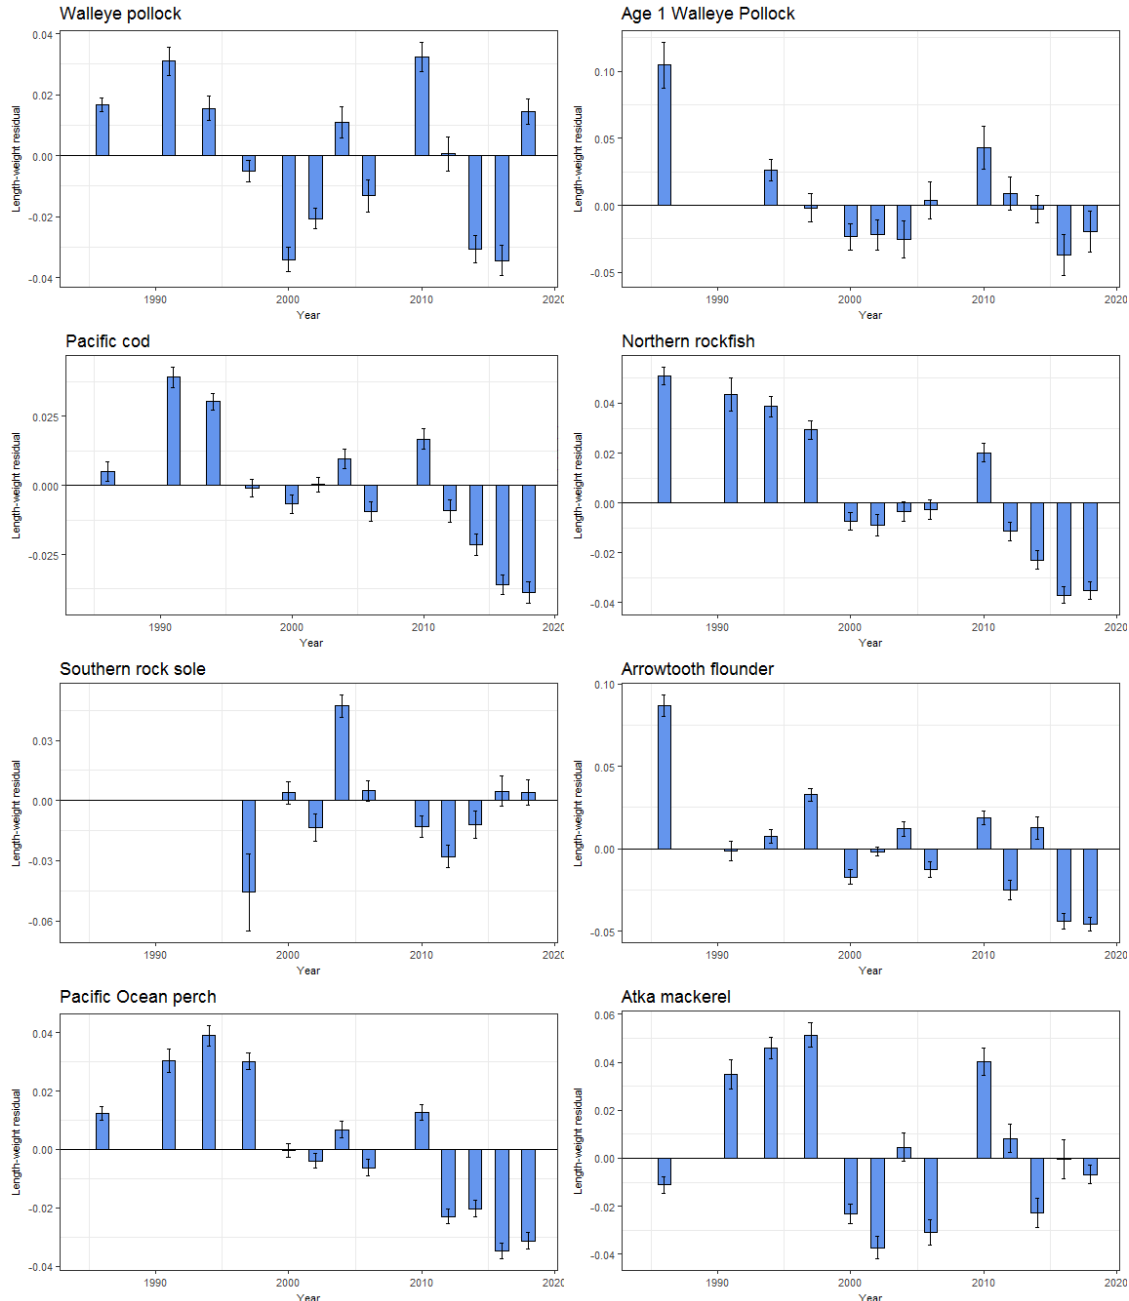 Walleye pollock
Length-weight residual
0.04
0.02
0.00
-0.02
-0.04
1990
2000
2010
2020
Year
Age 1 Walleye Pollock
Length-weight residual
0.10
0.05
0.00
-0.05
1990
2000
2010
2020
Year
Pacific cod
Length-weight residual
0.025
0.000
-0.025
1990
2000
2010
2020
Year
Northern rockfish
Length-weight residual
0.04
0.02
0.00
-0.02
-0.04
1990
2000
2010
2020
Year
Southern rock sole
Length-weight residual
0.03
0.00
-0.03
-0.06
1990
2000
2010
2020
Year
Arrowtooth flounder
Length-weight residual
0.10
0.05
0.00
-0.05
1990
2000
2010
2020
Year
Pacific Ocean perch
Length-weight residual
0.04
0.02
0.00
-0.02
-0.04
1990
2000
2010
2020
Year
Atka mackerel
Length-weight residual
0.06
0.04
0.02
0.00
-0.02
-0.04
1990
2000
2010
2020
Year